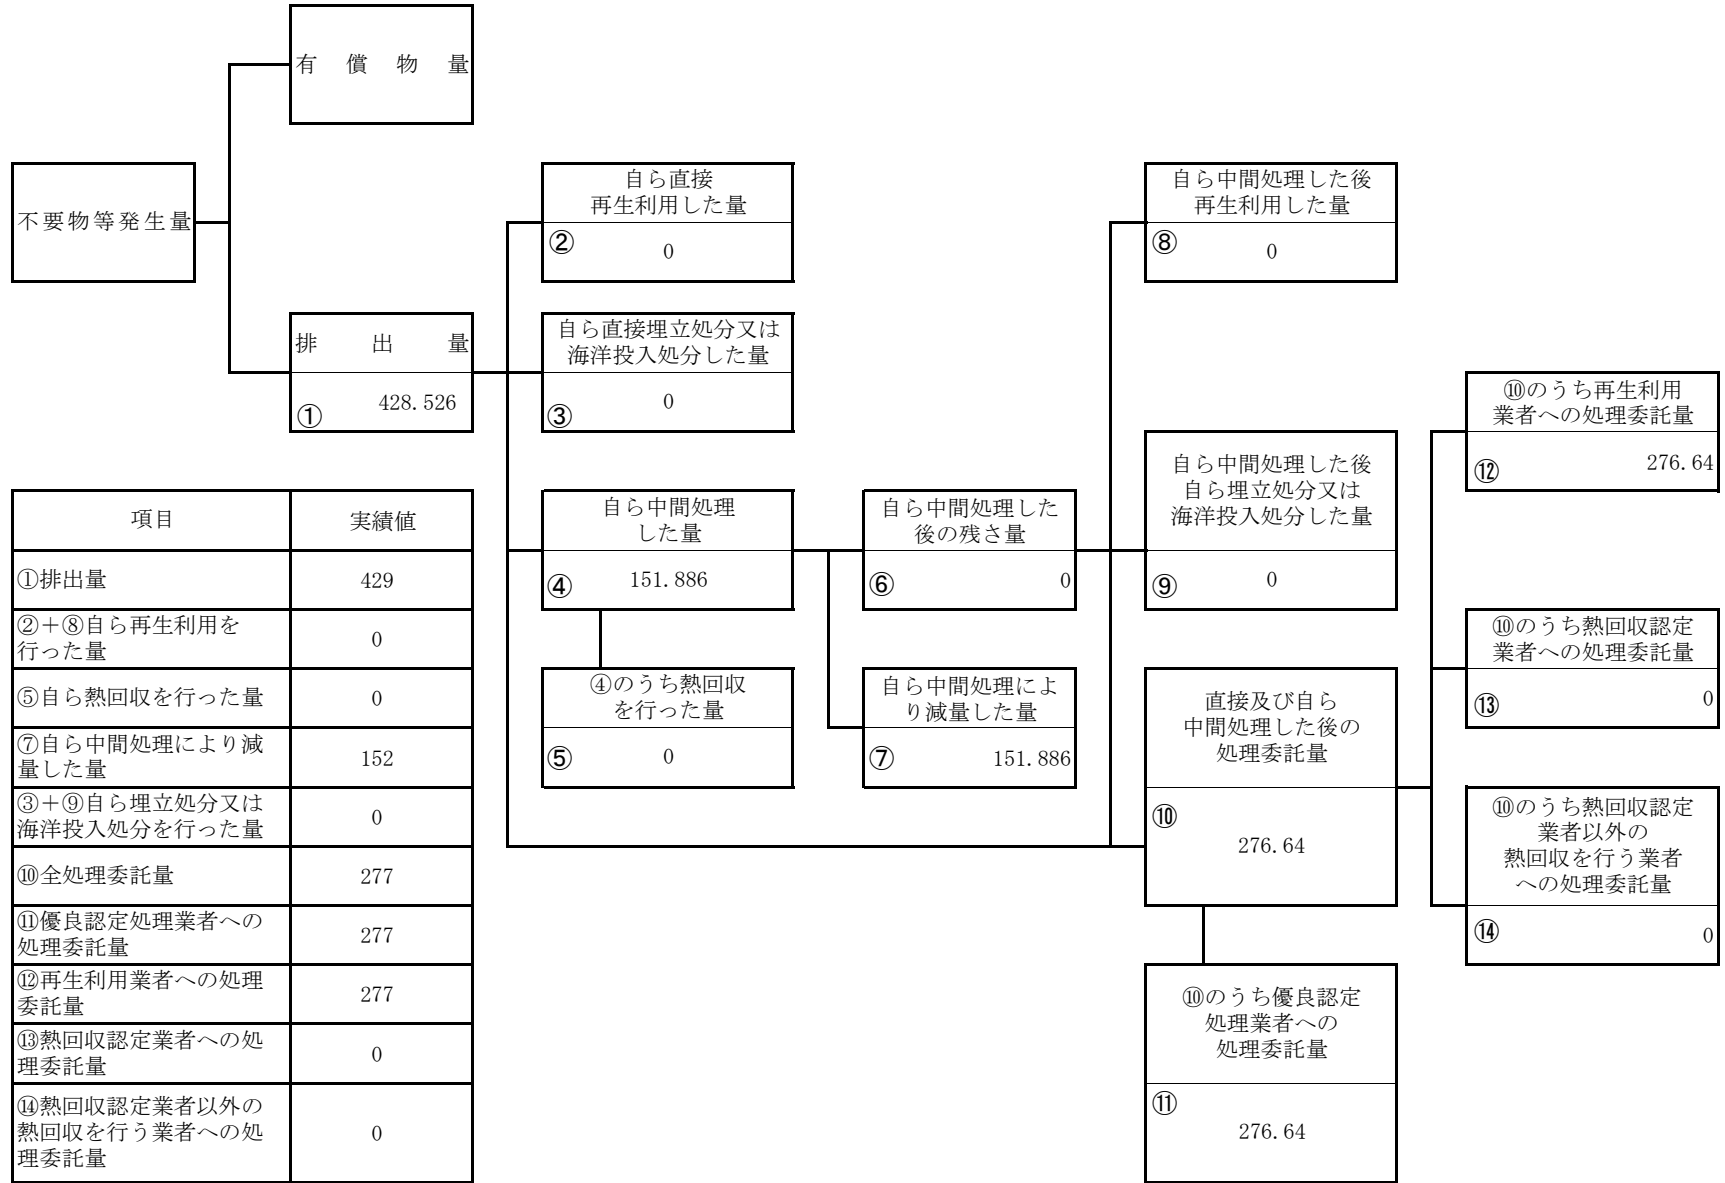 有償物量
不要物等発生量
排出量
①
428.526
自ら直接
再生利用した量
②
0
自ら直接埋立処分又は
海洋投入処分した量
③
0
自ら中間処理
した量
④
151.886
④のうち熱回収
を行った量
⑤
0
自ら中間処理した
後の残さ量
⑥
0
自ら中間処理によ
り減量した量
⑦
151.886
自ら中間処理した後
再生利用した量
⑧
0
自ら中間処理した後
自ら埋立処分又は
海洋投入処分した量
⑨
0
直接及び自ら
中間処理した後の
処理委託量
⑩
276.64
⑩のうち優良認定
処理業者への
処理委託量
⑪
276.64
⑩のうち再生利用
業者への処理委託量
⑫
276.64
⑩のうち熱回収認定
業者への処理委託量
⑬
0
⑩のうち熱回収認定
業者以外の
熱回収を行う業者
への処理委託量
⑭
0
項目 実績値
①排出量 429
②＋⑧自ら再生利用を
行った量
0
⑤自ら熱回収を行った量 0
⑦自ら中間処理により減
量した量
152
③＋⑨自ら埋立処分又は
海洋投入処分を行った量
0
⑩全処理委託量 277
⑪優良認定処理業者への
処理委託量
277
⑫再生利用業者への処理
委託量
277
⑬熱回収認定業者への処
理委託量
0
⑭熱回収認定業者以外の
熱回収を行う業者への処
理委託量
0